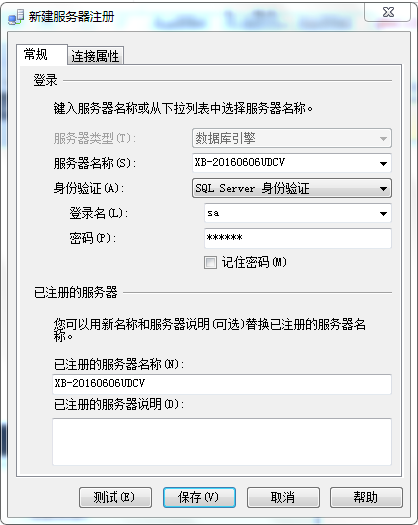 新建服务器注册
常规 连接属性
登录
键入服务器名称或从下拉列表中选择服务器名称。
服务器类型(T): 数据库引擎
服务器名称(S): XB-20160606UDCV
身份验证(A): SQL Server 身份验证
登录名(L): sa
密码(P): ******
记住密码(M)
已注册的服务器
您可以用新名称和服务器说明(可选)替换已注册的服务器名
称。
已注册的服务器名称(N):
XB-20160606UDCV
已注册的服务器说明(D):
测试(E) 保存(V) 取消 帮助